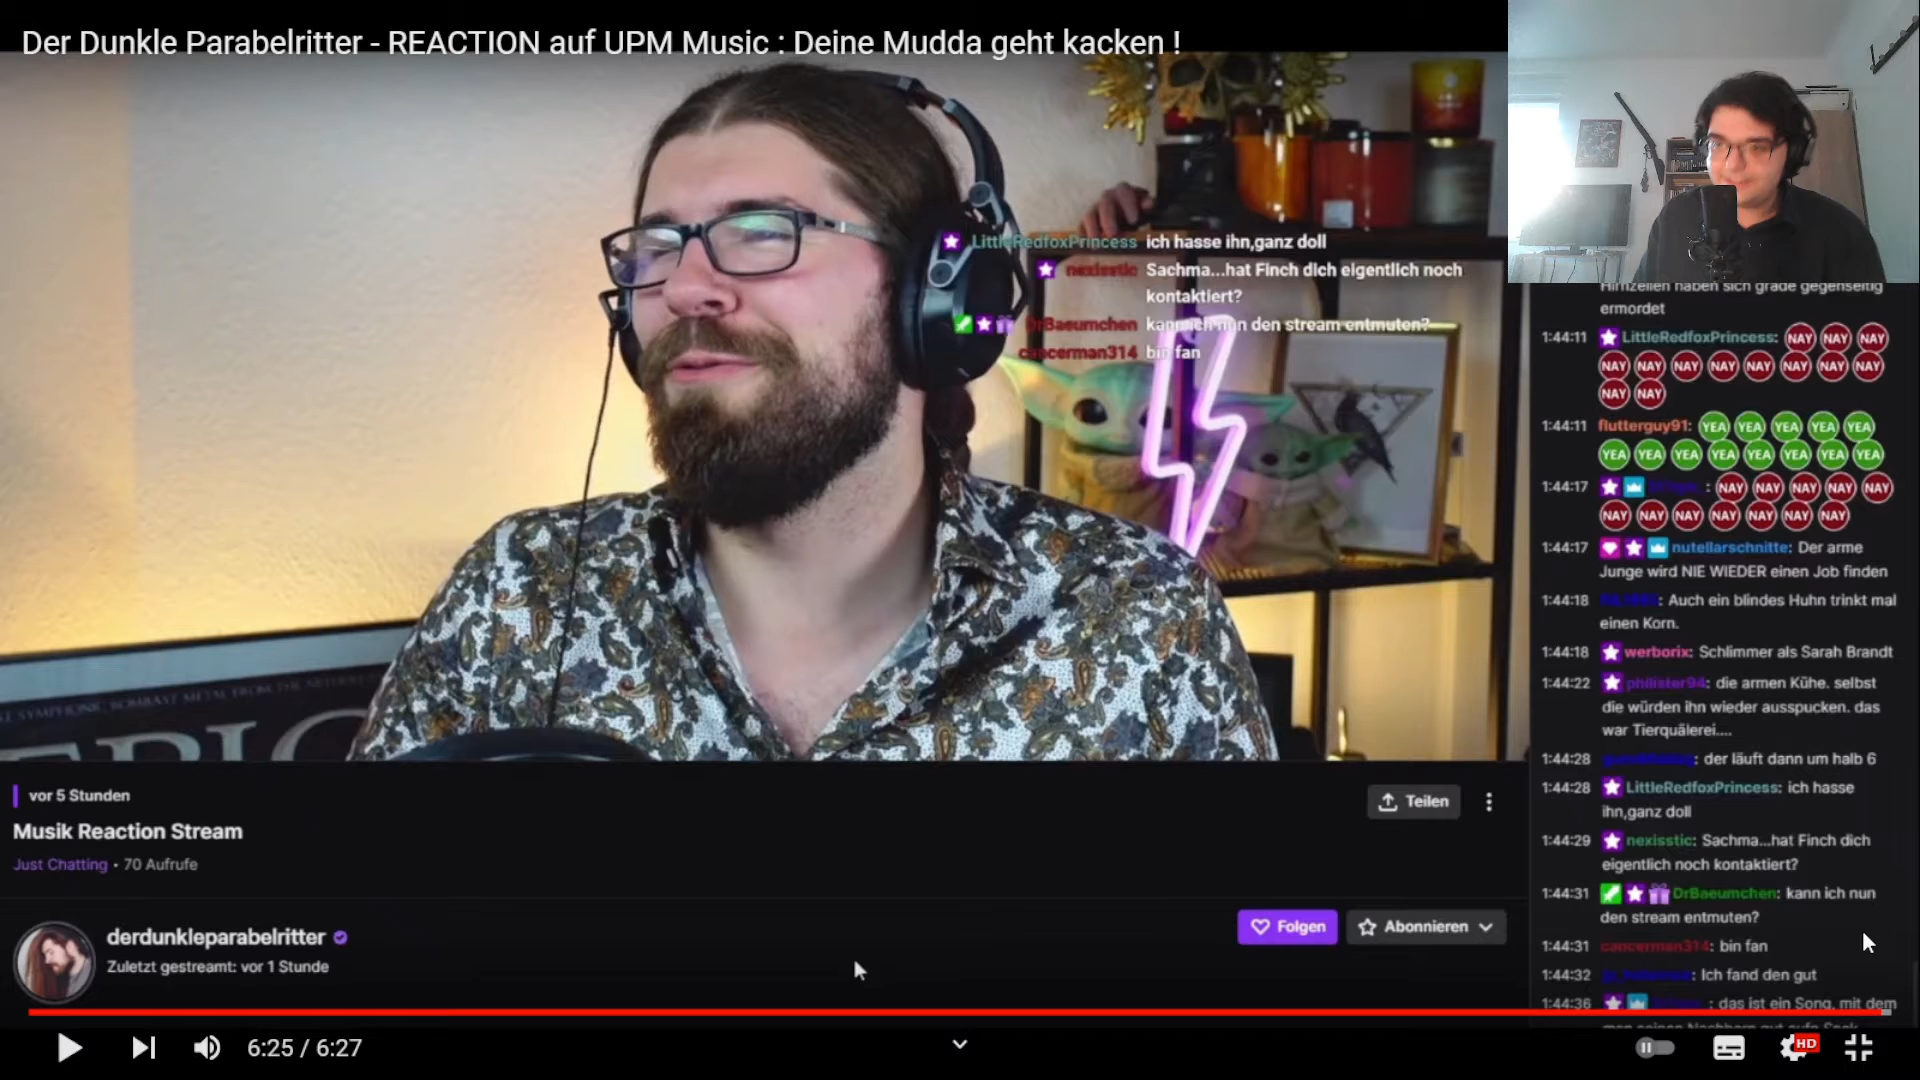 Der Dunkle Parabelritter - REACTION auf UPM Music : Deine Mudda geht kacken !
LittleRedfoxPrincess ich hasse ihn,ganz doll
nexisstic Sachma...hat Finch dich eigentlich noch
kontaktiert?
DrBaeumchen kann ich nun den stream entmuten?
cancerman314 bin fan
Hirnzellen haben sich grade gegenseitig
ermordet
1:44:11 LittleRedfoxPrincess: NAY NAY NAY
NAY NAY NAY NAY NAY NAY NAY NAY
NAY NAY
1:44:11 flutterguy91: YEA YEA YEA YEA YEA
YEA YEA YEA YEA YEA YEA YEA YEA
1:44:17 : NAY NAY NAY NAY NAY
NAY NAY NAY NAY NAY NAY NAY
1:44:17 nutellarschnitte: Der arme
Junge wird NIE WIEDER einen Job finden
1:44:18 : Auch ein blindes Huhn trinkt mal
einen Korn.
1:44:18 werborix: Schlimmer als Sarah Brandt
1:44:22 philister94: die armen Kühe. selbst
die würden ihn wieder ausspucken. das
war Tierquälerei....
1:44:28 : der läuft dann um halb 6
1:44:28 LittleRedfoxPrincess: ich hasse
ihn,ganz doll
1:44:29 nexisstic: Sachma...hat Finch dich
eigentlich noch kontaktiert?
1:44:31 DrBaeumchen: kann ich nun
den stream entmuten?
1:44:31 cancerman314: bin fan
1:44:32 : Ich fand den gut
1:44:36 : das ist ein Song, mit dem
EPIC
vor 5 Stunden
Teilen
Musik Reaction Stream
Just Chatting • 70 Aufrufe
derdunkleparabelritter
Folgen
Abonnieren
Zuletzt gestreamt: vor 1 Stunde
6:25 / 6:27
HD